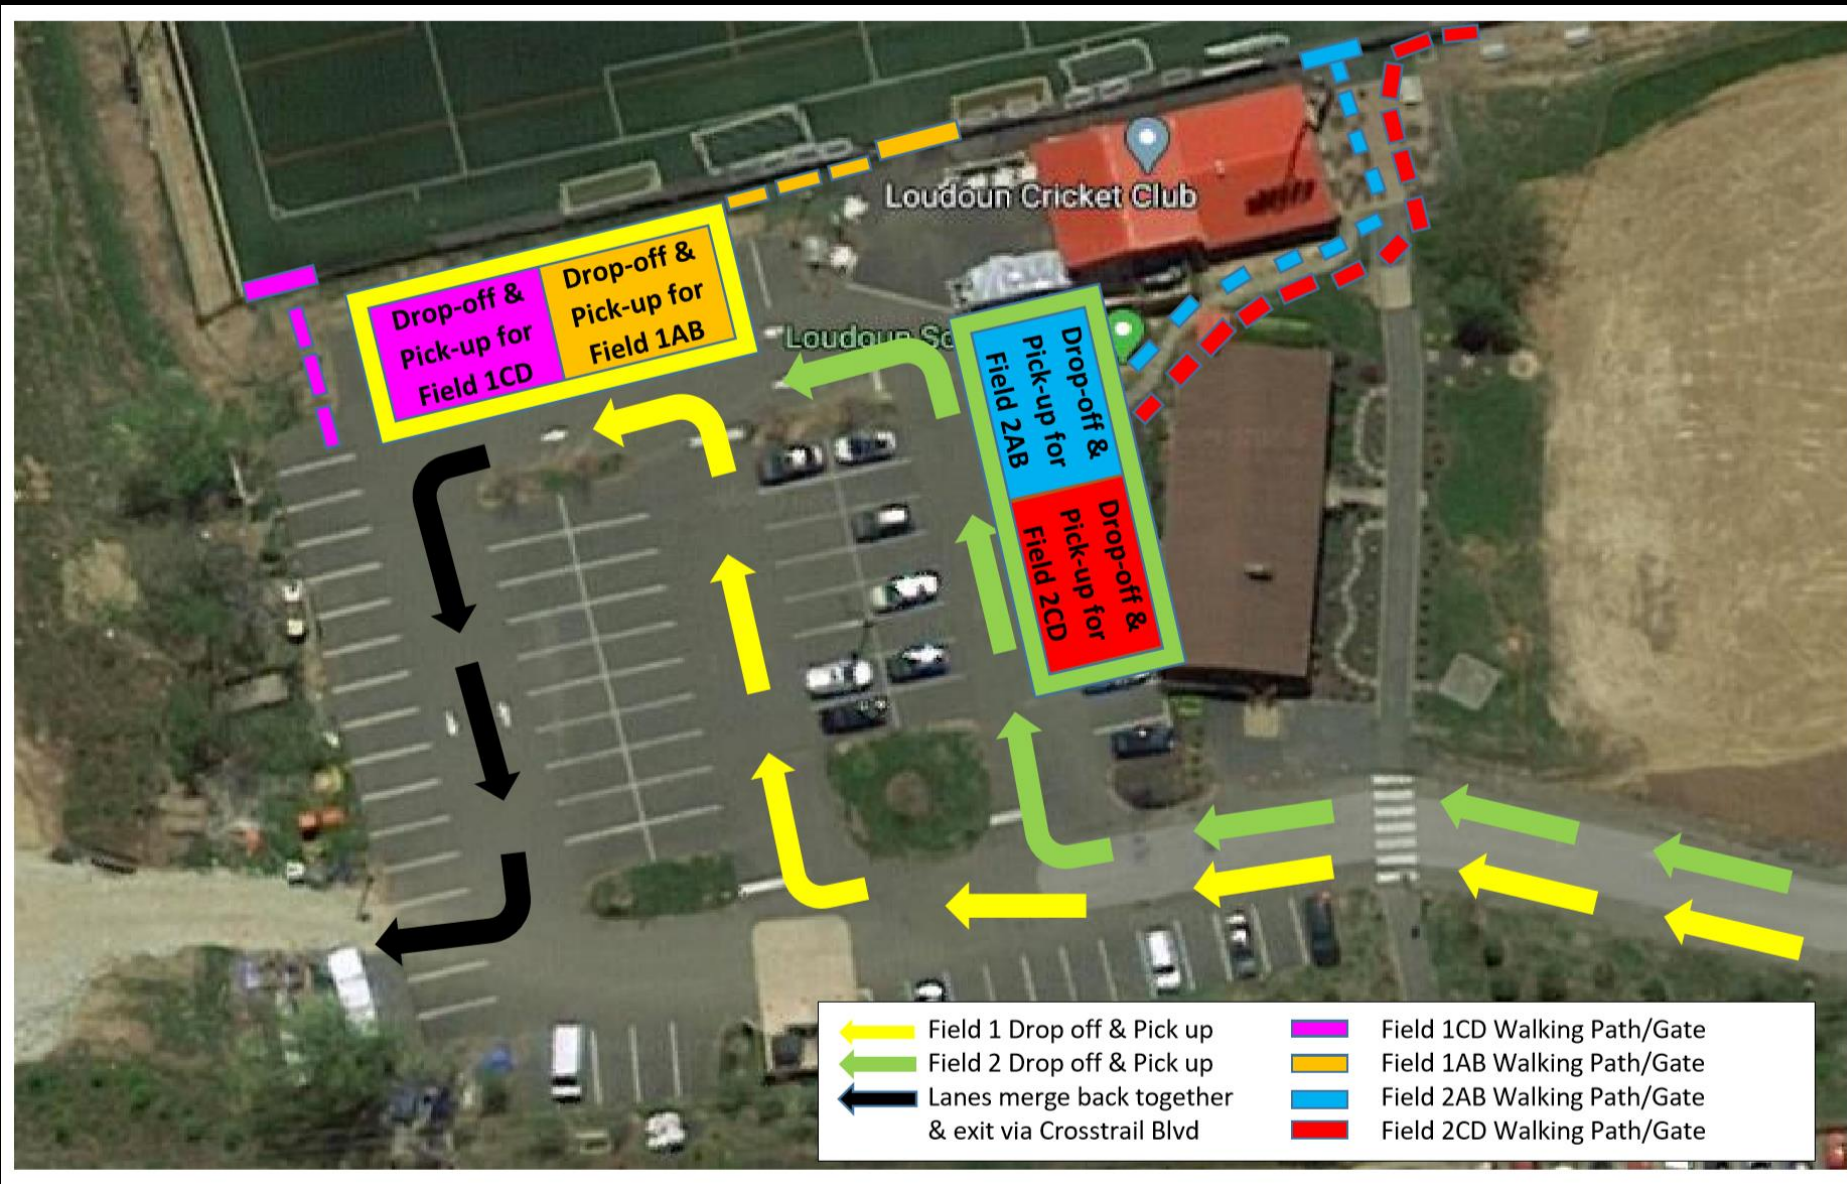 Loudoun Cricket Club
Drop-off &
Pick-up for
Field 1CD
Drop-off &
Pick-up for
Field 1AB
Loudoun
Drop-off &
Pick-up for
Field 2AB
Drop-off &
Pick-up for
Field 2CD
Field 1 Drop off & Pick up
Field 2 Drop off & Pick up
Lanes merge back together
& exit via Crosstrail Blvd
Field 1CD Walking Path/Gate
Field 1AB Walking Path/Gate
Field 2AB Walking Path/Gate
Field 2CD Walking Path/Gate